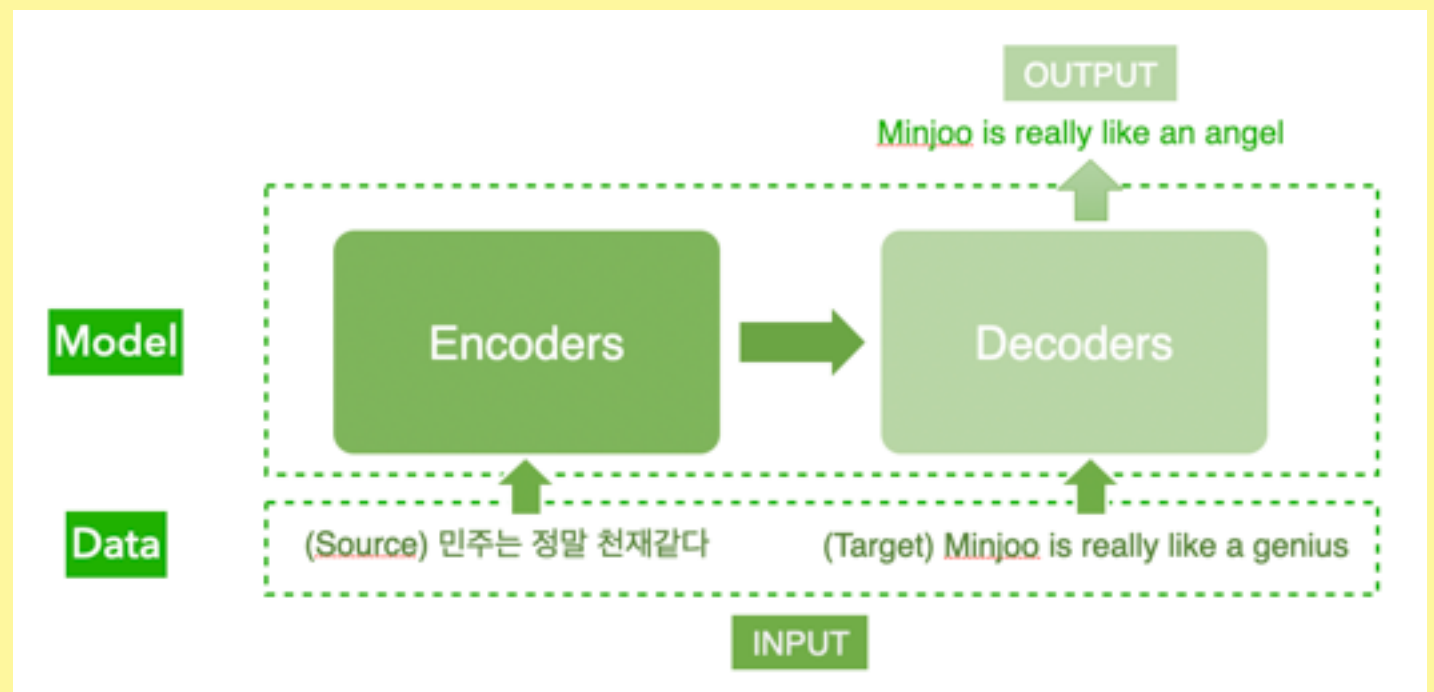 OUTPUT
Minjoo is really like an angel
Model
Encoders
Decoders
Data
(Source) 민주는 정말 천재같다
(Target) Minjoo is really like a genius
INPUT